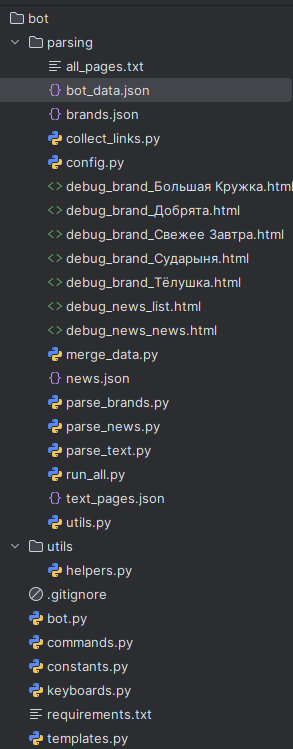 bot
parsing
all_pages.txt
bot_data.json
brands.json
collect_links.py
config.py
debug_brand_Большая Кружка.html
debug_brand_Добрята.html
debug_brand_Свежее Завтра.html
debug_brand_Сударыня.html
debug_brand_Тёлушка.html
debug_news_list.html
debug_news_news.html
merge_data.py
news.json
parse_brands.py
parse_news.py
parse_text.py
run_all.py
text_pages.json
utils.py
utils
helpers.py
.gitignore
bot.py
commands.py
constants.py
keyboards.py
requirements.txt
templates.py